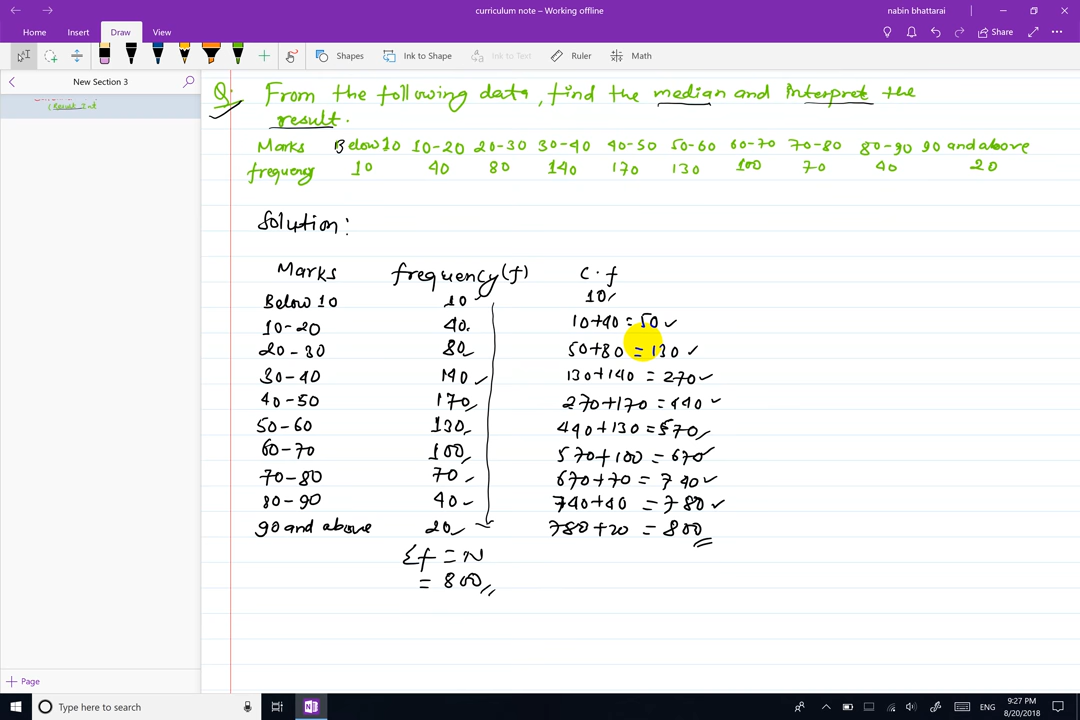 curriculum note – Working offline
nabin bhattarai
Home Insert Draw View
Share
Shapes Ink to Shape Ink to Text Ruler Math
New Section 3
Q. From the following data, find the median and Interpret the
result.
Marks Below 10 10-20 20-30 30-40 40-50 50-60 60-70 70-80 80-90 90 and above
frequency 10 40 80 140 170 130 100 70 40 20
Solution:
Marks frequency(f) c.f
Below 10 10 10
10-20 40 10+40 = 50
20-30 80 50+80 = 130
30-40 140 130+140 = 270
40-50 170 270+170 = 440
50-60 130 440+130 = 570
60-70 100 570+100 = 670
70-80 70 670+70 = 740
80-90 40 740+40 = 780
90 and above 20 780+20 = 800
Σf = N
= 800
Page
Type here to search
ENG
9:27 PM
8/20/2018